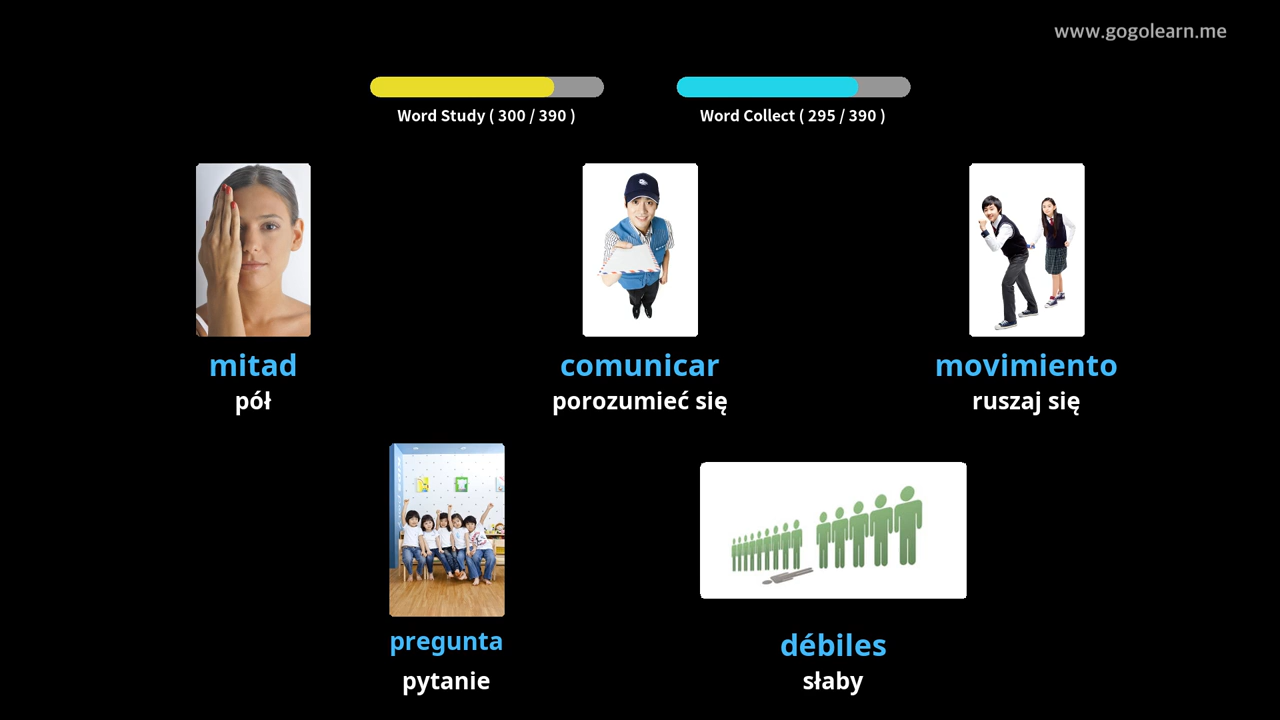 www.gogolearn.me
Word Study ( 300 / 390 )
Word Collect ( 295 / 390 )
mitad
pół
comunicar
porozumieć się
movimiento
ruszaj się
pregunta
pytanie
débiles
słaby